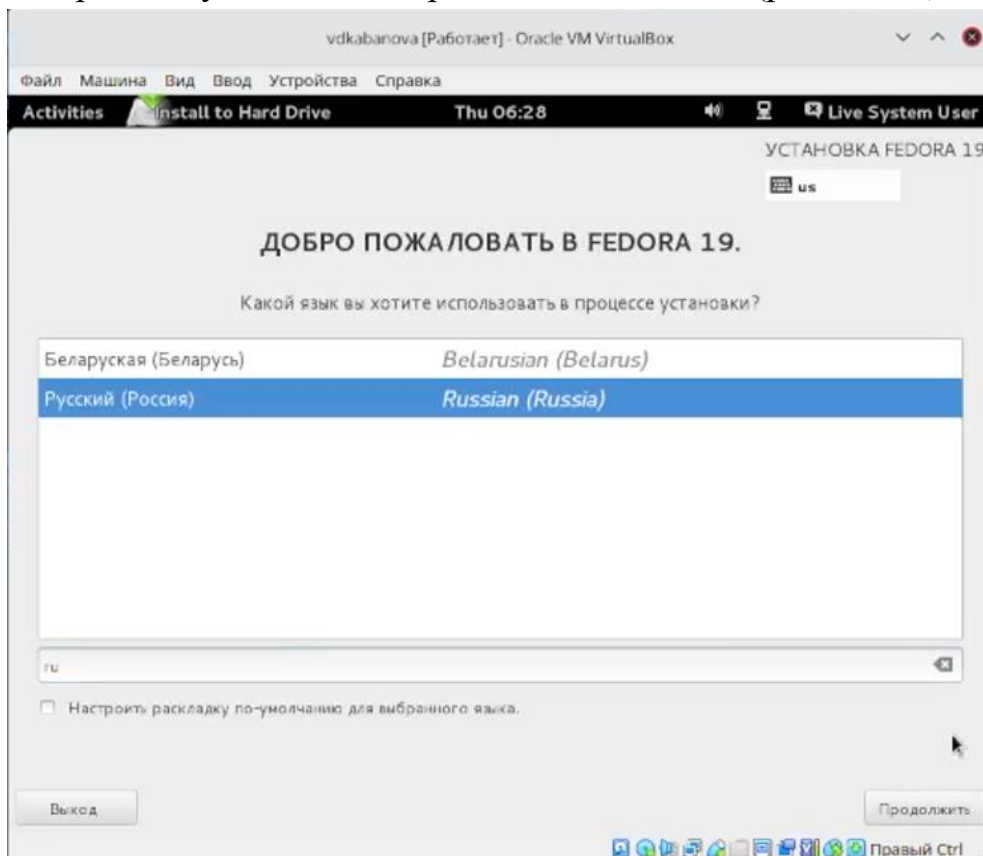 vdkabanova [Работает] - Oracle VM VirtualBox
Файл Машина Вид Ввод Устройства Справка
Activities Install to Hard Drive Thu 06:28 Live System User
УСТАНОВКА FEDORA 19
us
ДОБРО ПОЖАЛОВАТЬ В FEDORA 19.
Какой язык вы хотите использовать в процессе установки?
Беларуская (Беларусь) Belarusian (Belarus)
Русский (Россия) Russian (Russia)
ru
Настроить раскладку по-умолчанию для выбранного языка.
Выход Продолжить
Правый Ctrl